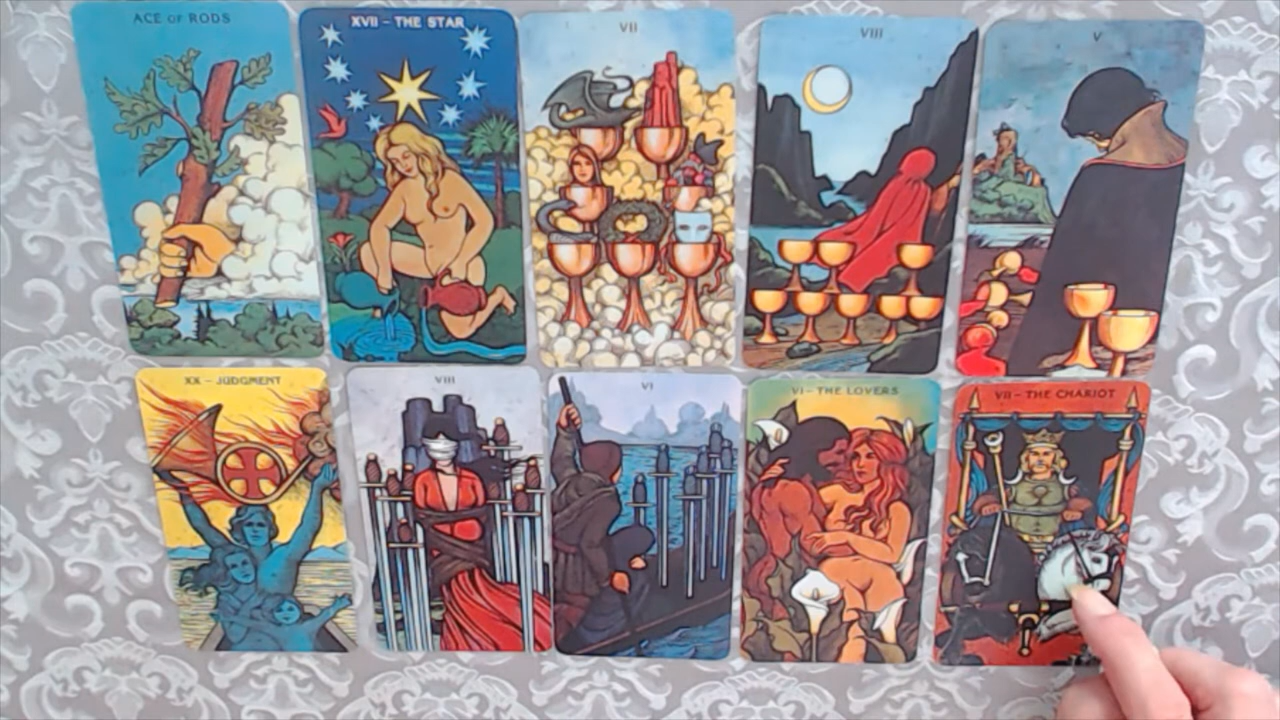 ACE OF RODS
XVII – THE STAR
VII
VIII
V
XX – JUDGMENT
VIII
VI
VI – THE LOVERS
VII – THE CHARIOT